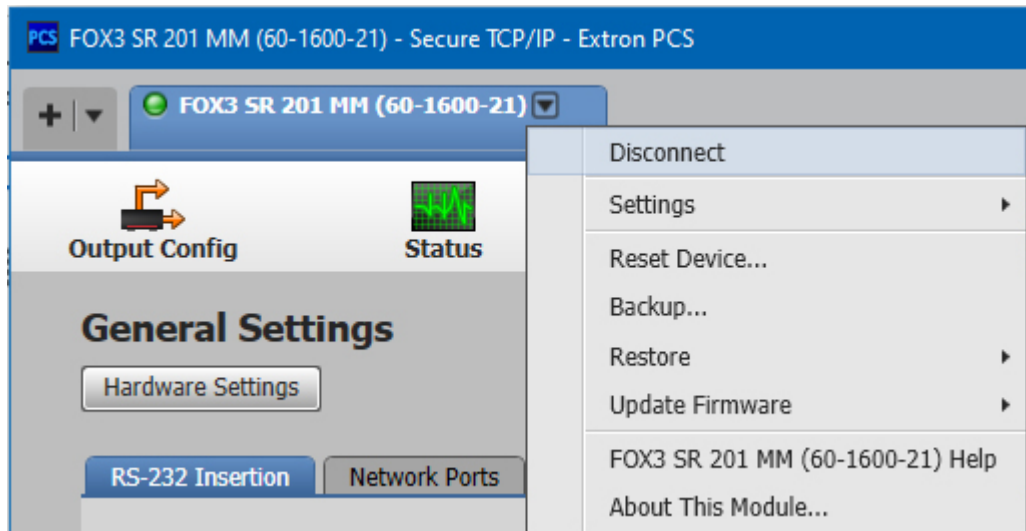 PCS FOX3 SR 201 MM (60-1600-21) - Secure TCP/IP - Extron PCS
FOX3 SR 201 MM (60-1600-21)
Disconnect
Settings
Reset Device...
Backup...
Restore
Update Firmware
FOX3 SR 201 MM (60-1600-21) Help
About This Module...
Output Config
Status
General Settings
Hardware Settings
RS-232 Insertion
Network Ports